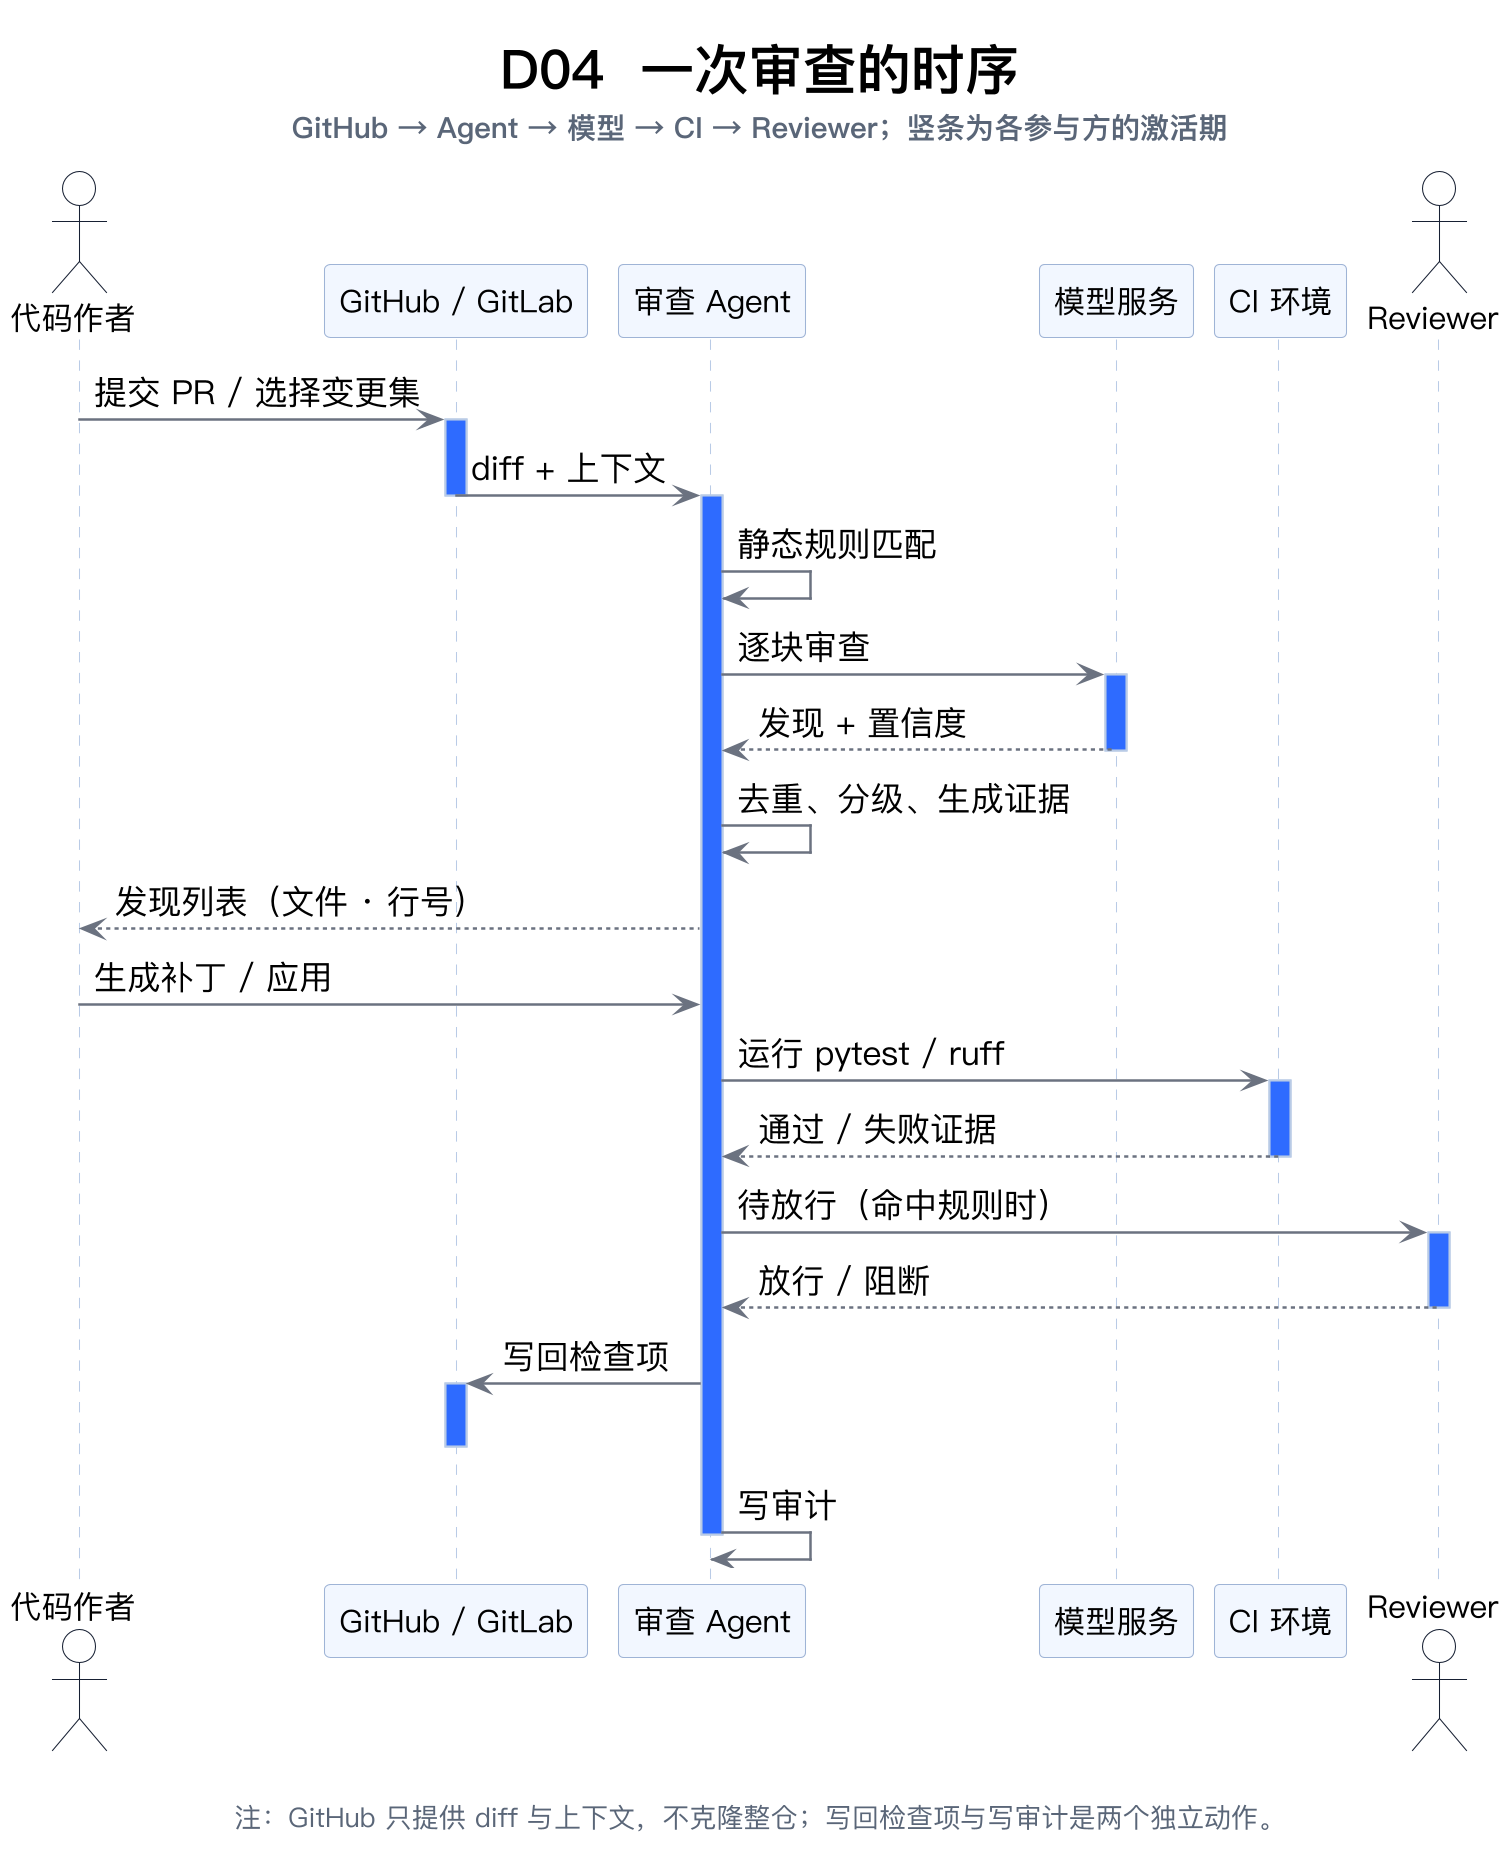 D04 一次审查的时序
GitHub → Agent → 模型 → CI → Reviewer；竖条为各参与方的激活期
代码作者
GitHub / GitLab
审查 Agent
模型服务
CI 环境
Reviewer
提交 PR / 选择变更集
diff + 上下文
静态规则匹配
逐块审查
发现 + 置信度
去重、分级、生成证据
发现列表（文件 · 行号）
生成补丁 / 应用
运行 pytest / ruff
通过 / 失败证据
待放行（命中规则时）
放行 / 阻断
写回检查项
写审计
代码作者
GitHub / GitLab
审查 Agent
模型服务
CI 环境
Reviewer
注：GitHub 只提供 diff 与上下文，不克隆整仓；写回检查项与写审计是两个独立动作。